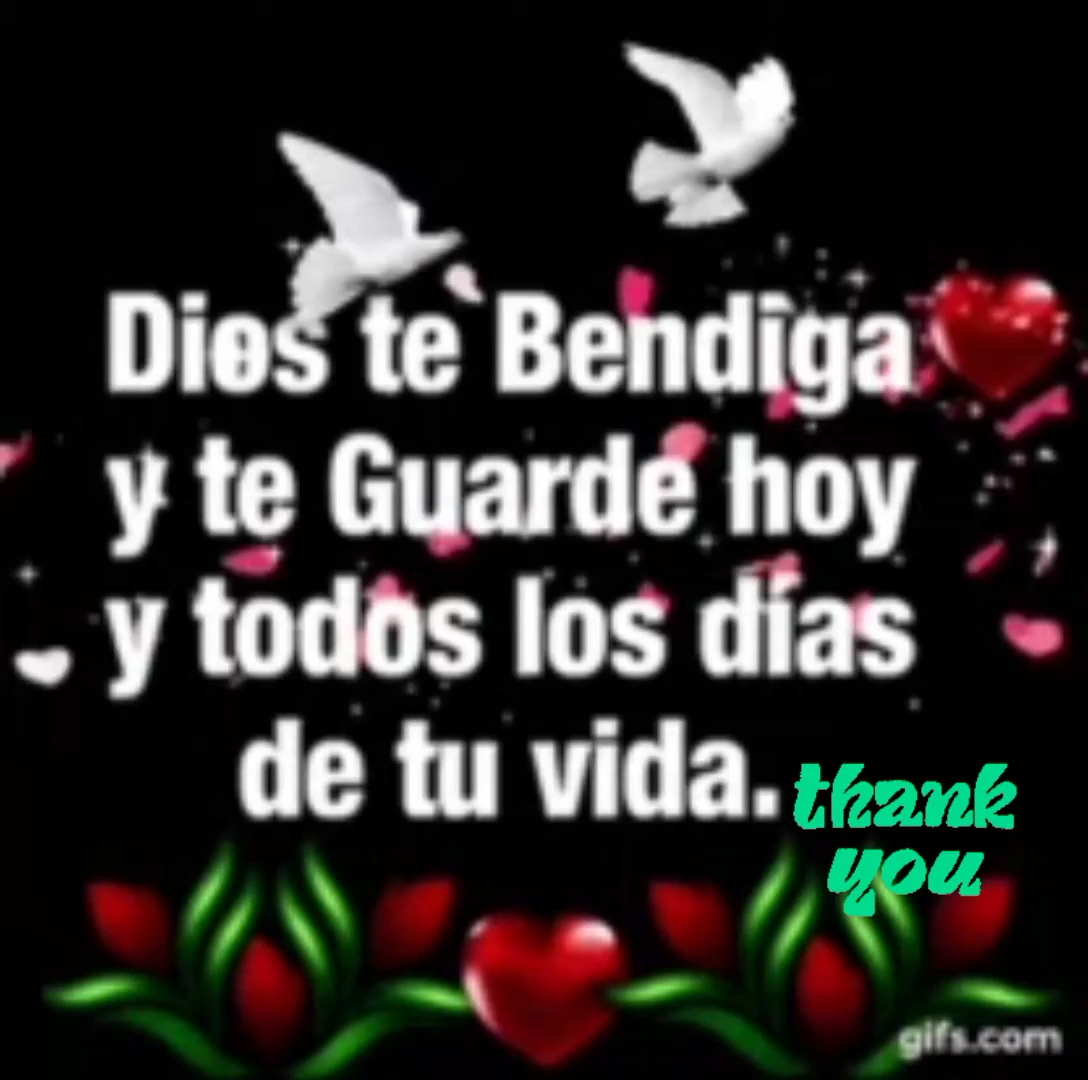 Dios te Bendiga
y te Guarde hoy
y todos los días
de tu vida.
thank
you
gifs.com